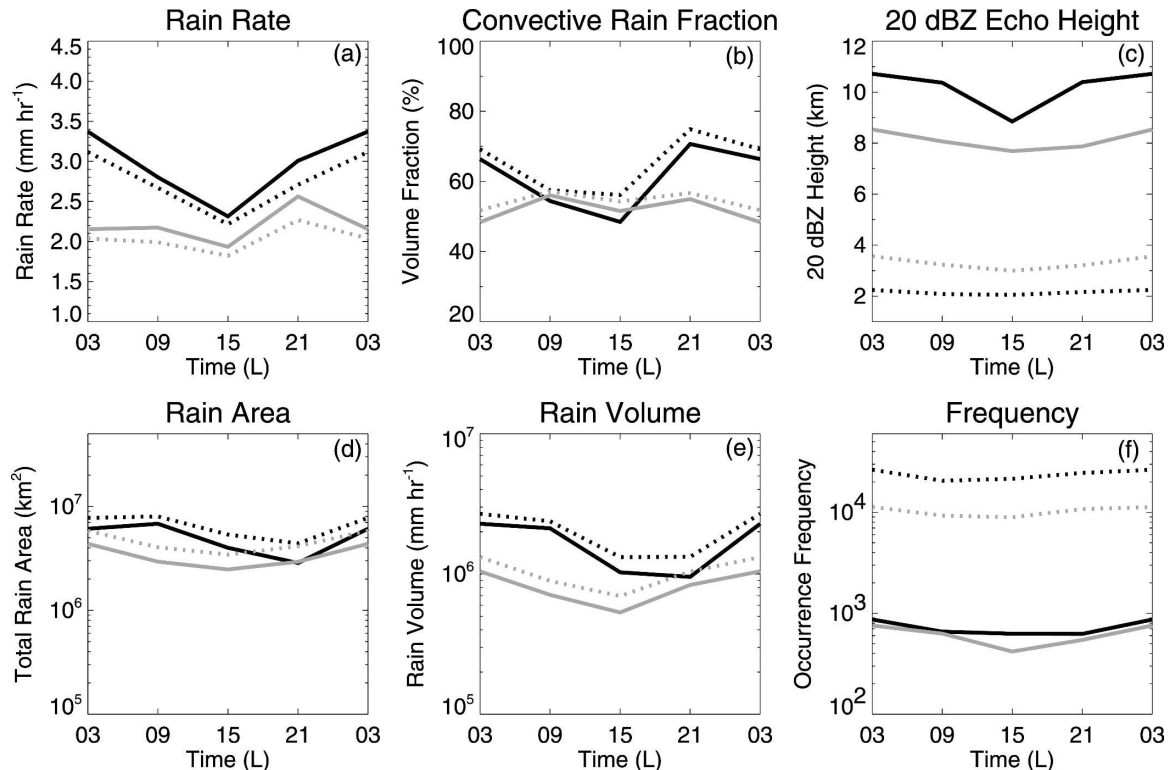 Rain Rate
(a)
Rain Rate (mm hr⁻¹)
4.5
4.0
3.5
3.0
2.5
2.0
1.5
1.0
03 09 15 21 03
Time (L)
Convective Rain Fraction
(b)
Volume Fraction (%)
100
80
60
40
20
03 09 15 21 03
Time (L)
20 dBZ Echo Height
(c)
20 dBZ Height (km)
12
10
8
6
4
2
03 09 15 21 03
Time (L)
Rain Area
(d)
Total Rain Area (km²)
10⁷
10⁶
10⁵
03 09 15 21 03
Time (L)
Rain Volume
(e)
Rain Volume (mm hr⁻¹)
10⁷
10⁶
10⁵
03 09 15 21 03
Time (L)
Frequency
(f)
Occurrence Frequency
10⁴
10³
10²
03 09 15 21 03
Time (L)